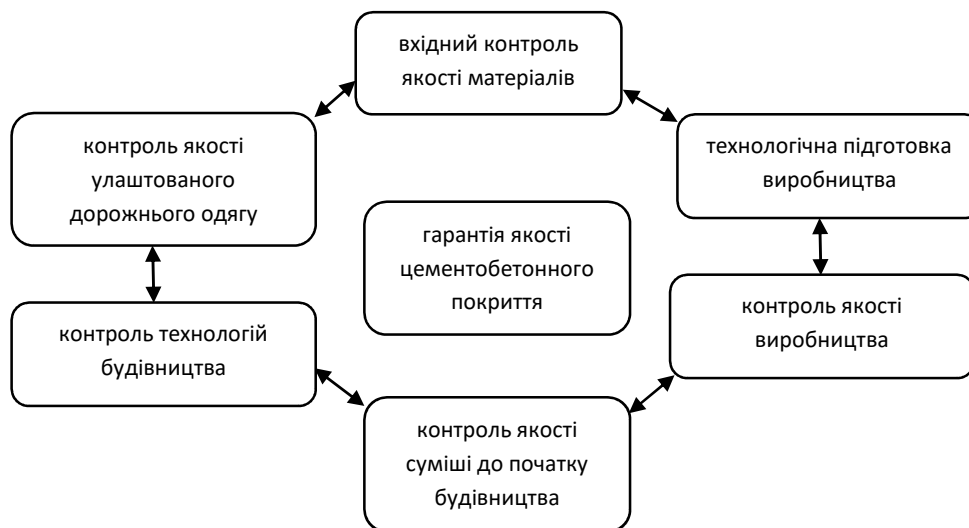 вхідний контроль
якості матеріалів
контроль якості
улаштованого
дорожнього одягу
технологічна підготовка
виробництва
гарантія якості
цементобетонного
покриття
контроль технологій
будівництва
контроль якості
виробництва
контроль якості
суміші до початку
будівництва